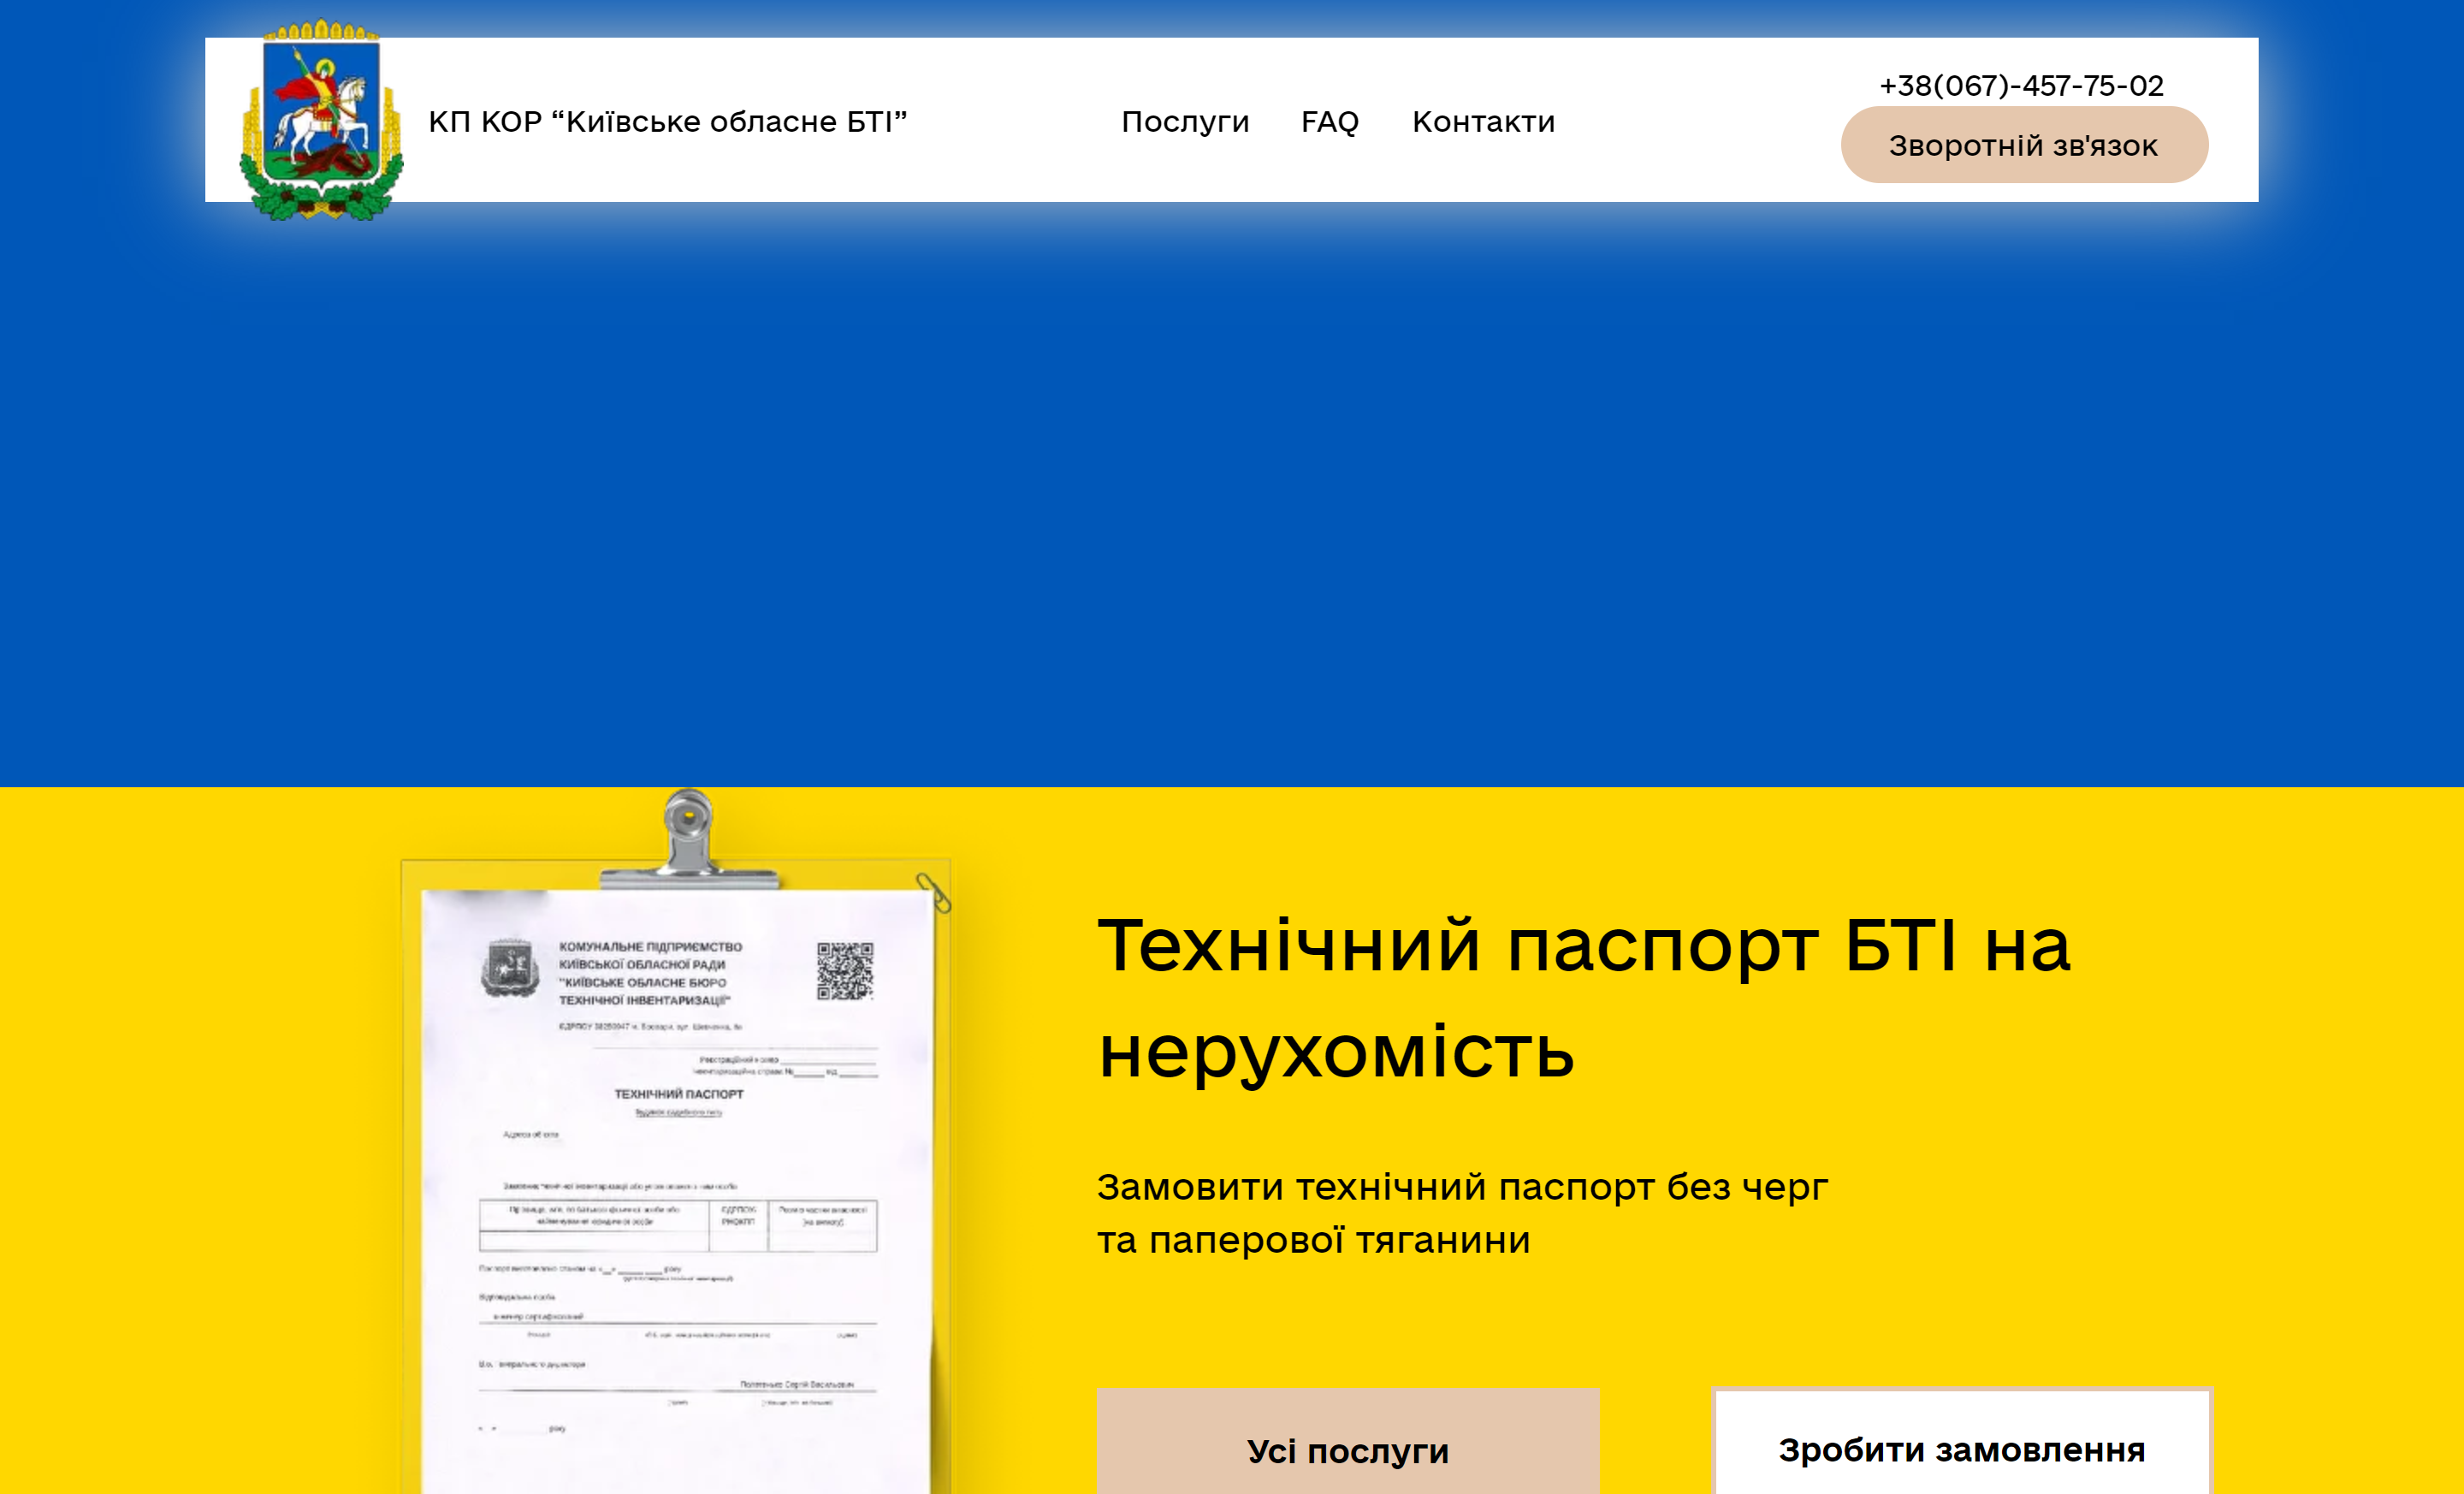 КП КОР “Київське обласне БТІ”
Послуги
FAQ
Контакти
+38(067)-457-75-02
Зворотній зв'язок
КОМУНАЛЬНЕ ПІДПРИЄМСТВО
КИЇВСЬКОЇ ОБЛАСНОЇ РАДИ
"КИЇВСЬКЕ ОБЛАСНЕ БЮРО
ТЕХНІЧНОЇ ІНВЕНТАРИЗАЦІЇ"
ТЕХНІЧНИЙ ПАСПОРТ
Адреса
року
Технічний паспорт БТІ на
нерухомість
Замовити технічний паспорт без черг
та паперової тяганини
Усі послуги
Зробити замовлення